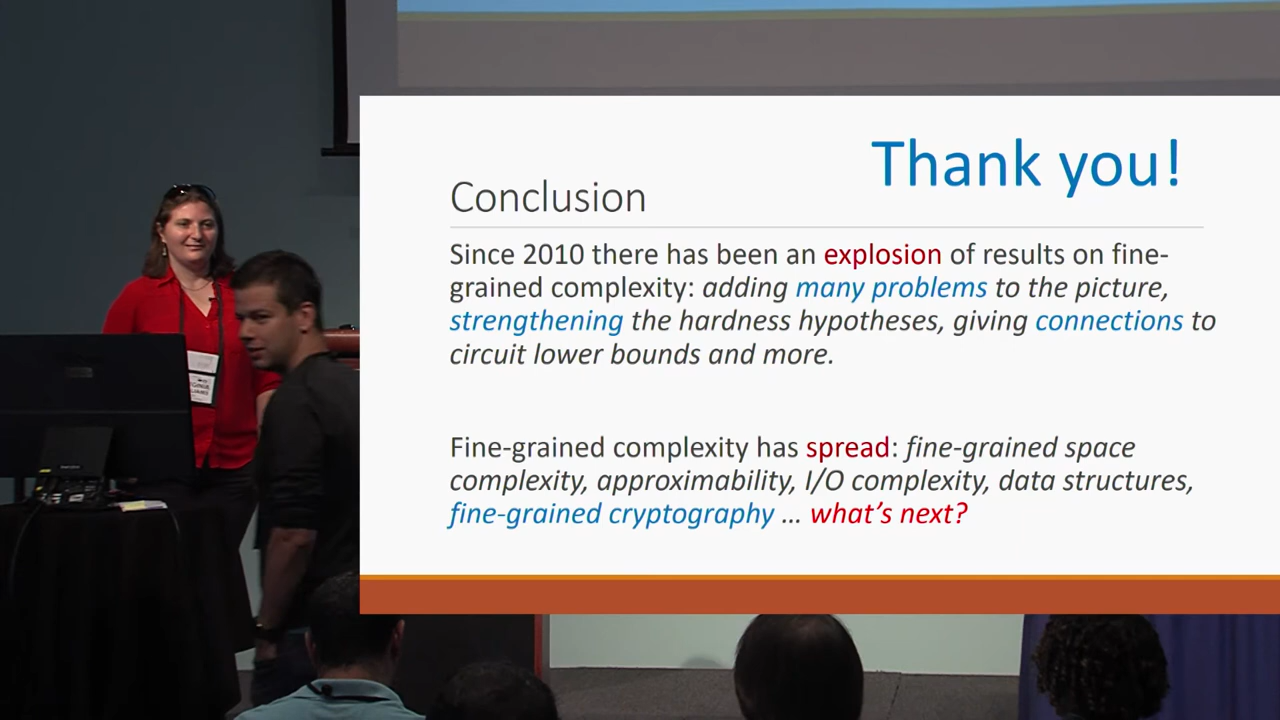 Thank you!
Conclusion
Since 2010 there has been an explosion of results on fine-
grained complexity: adding many problems to the picture,
strengthening the hardness hypotheses, giving connections to
circuit lower bounds and more.
Fine-grained complexity has spread: fine-grained space
complexity, approximability, I/O complexity, data structures,
fine-grained cryptography … what's next?